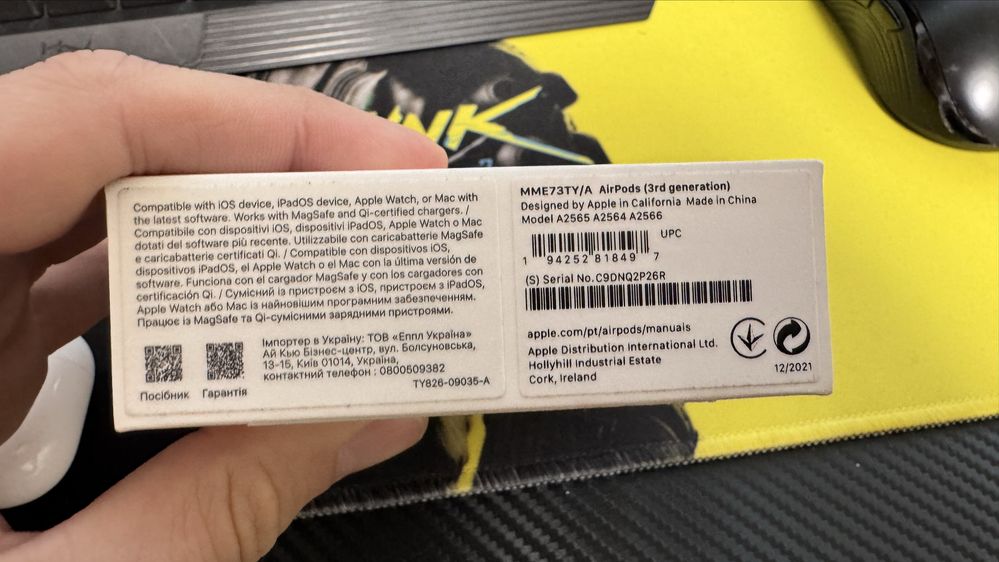 Compatible with iOS device, iPadOS device, Apple Watch, or Mac with
the latest software. Works with MagSafe and Qi-certified chargers. /
Compatibile con dispositivi iOS, dispositivi iPadOS, Apple Watch o Mac
dotati del software più recente. Utilizzabile con caricabatterie MagSafe
e caricabatterie certificati Qi. / Compatible con dispositivos iOS,
dispositivos iPadOS, el Apple Watch o el Mac con la última versión de
software. Funciona con el cargador MagSafe y con los cargadores con
certificación Qi. / Сумісний із пристроєм з iOS, пристроєм з iPadOS,
Apple Watch або Mac із найновішим програмним забезпеченням.
Працює із MagSafe та Qi-сумісними зарядними пристроями.
Посібник
Гарантія
Імпортер в Україну: ТОВ «Еппл Україна»
Ай Кью Бізнес-центр, вул. Болсуновська,
13-15, Київ 01014, Україна,
контактний телефон : 0800509382
TY826-09035-A
MME73TY/A AirPods (3rd generation)
Designed by Apple in California Made in China
Model A2565 A2564 A2566
UPC
1 94252 81849 7
(S) Serial No. C9DNQ2P26R
apple.com/pt/airpods/manuais
Apple Distribution International Ltd.
Hollyhill Industrial Estate
Cork, Ireland
12/2021